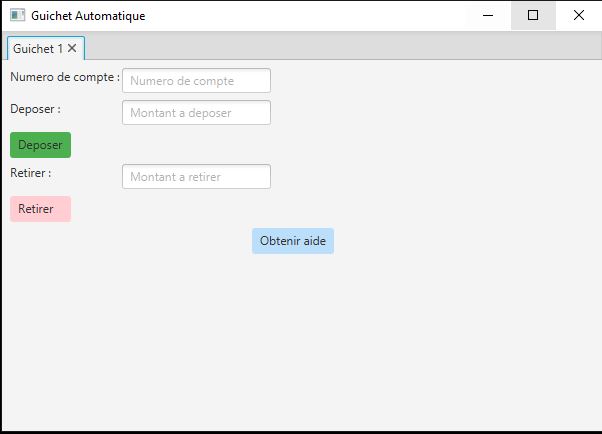 Guichet Automatique
Guichet 1
Numero de compte : Numero de compte
Deposer : Montant a deposer
Deposer
Retirer : Montant a retirer
Retirer
Obtenir aide